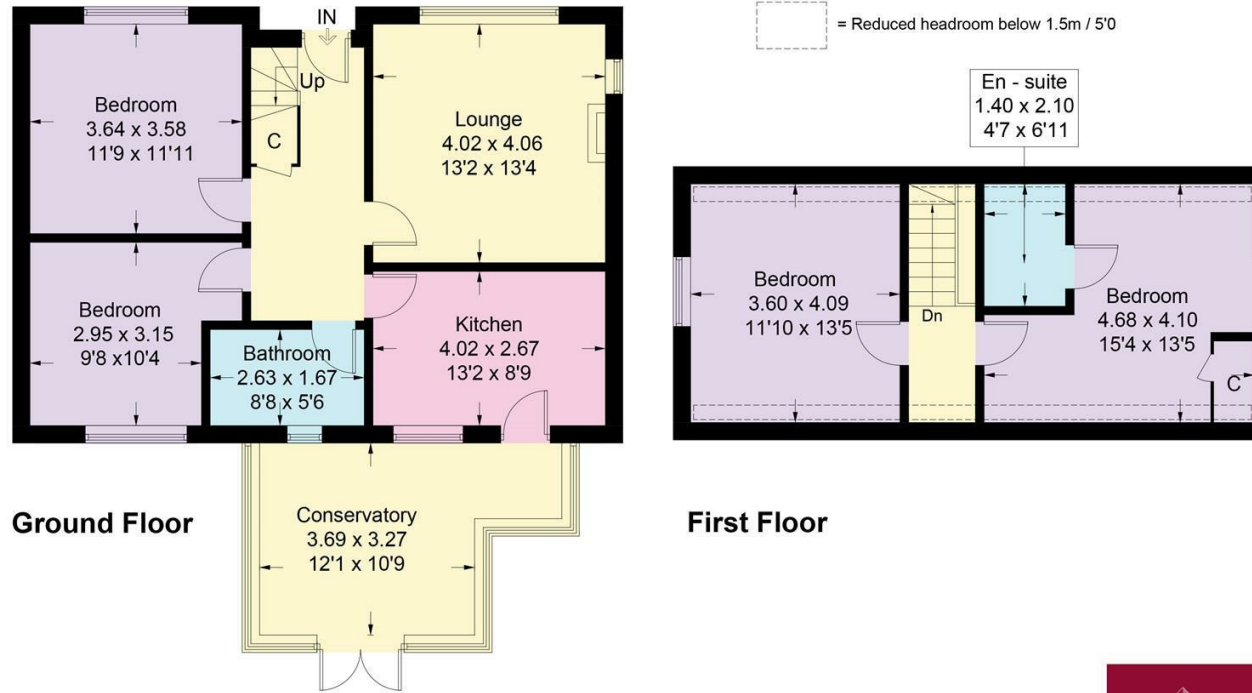 IN
= Reduced headroom below 1.5m / 5'0
Up
Bedroom
3.64 x 3.58
11'9 x 11'11
C
Lounge
4.02 x 4.06
13'2 x 13'4
Bedroom
2.95 x 3.15
9'8 x10'4
Bathroom
2.63 x 1.67
8'8 x 5'6
Kitchen
4.02 x 2.67
13'2 x 8'9
Conservatory
3.69 x 3.27
12'1 x 10'9
Ground Floor
En - suite
1.40 x 2.10
4'7 x 6'11
Bedroom
3.60 x 4.09
11'10 x 13'5
Dn
Bedroom
4.68 x 4.10
15'4 x 13'5
C
First Floor